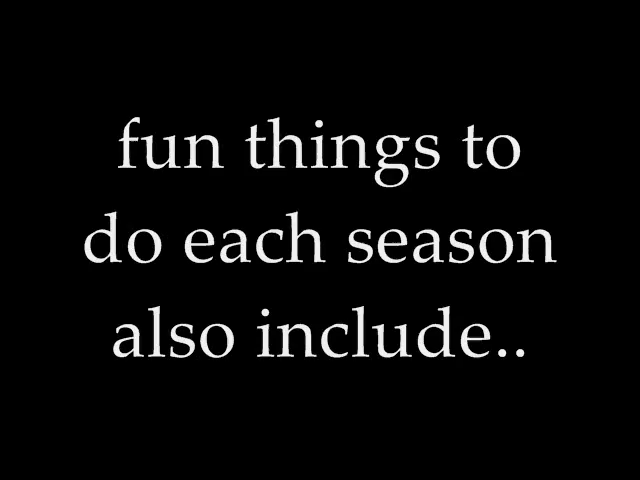 fun things to
do each season
also include..